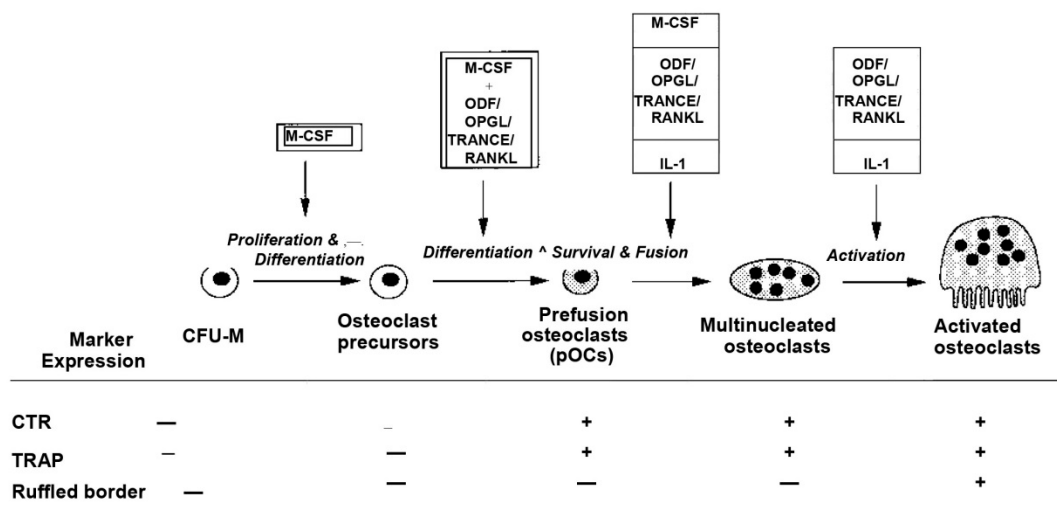 M-CSF
M-CSF
+
ODF/
OPGL/
TRANCE/
RANKL
M-CSF
ODF/
OPGL/
TRANCE/
RANKL
IL-1
ODF/
OPGL/
TRANCE/
RANKL
IL-1
Proliferation & ,—.
Differentiation
Differentiation ^ Survival & Fusion
Activation
CFU-M
Osteoclast
precursors
Prefusion
osteoclasts
(pOCs)
Multinucleated
osteoclasts
Activated
osteoclasts
Marker
Expression
CTR — _ + + +
TRAP – — + + +
Ruffled border — — — — +